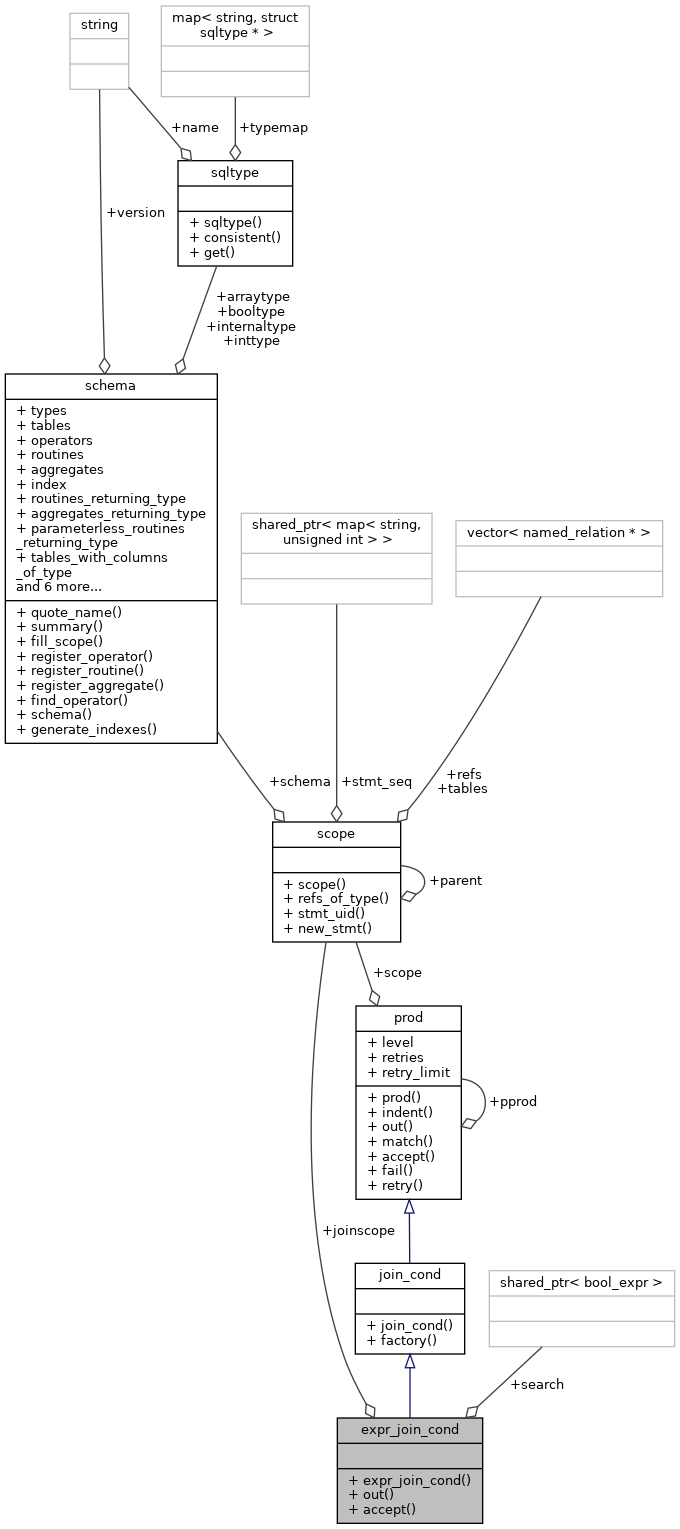 string
map< string, struct
sqltype * >
+name
+typemap
sqltype
+ sqltype()
+ consistent()
+ get()
+version
+arraytype
+booltype
+internaltype
+inttype
schema
+ types
+ tables
+ operators
+ routines
+ aggregates
+ index
+ routines_returning_type
+ aggregates_returning_type
+ parameterless_routines
_returning_type
+ tables_with_columns
_of_type
and 6 more...
+ quote_name()
+ summary()
+ fill_scope()
+ register_operator()
+ register_routine()
+ register_aggregate()
+ find_operator()
+ schema()
+ generate_indexes()
shared_ptr< map< string,
unsigned int > >
vector< named_relation * >
+schema
+stmt_seq
+refs
+tables
scope
+ scope()
+ refs_of_type()
+ stmt_uid()
+ new_stmt()
+parent
+scope
prod
+ level
+ retries
+ retry_limit
+ prod()
+ indent()
+ out()
+ match()
+ accept()
+ fail()
+ retry()
+pprod
+joinscope
join_cond
+ join_cond()
+ factory()
shared_ptr< bool_expr >
+search
expr_join_cond
+ expr_join_cond()
+ out()
+ accept()